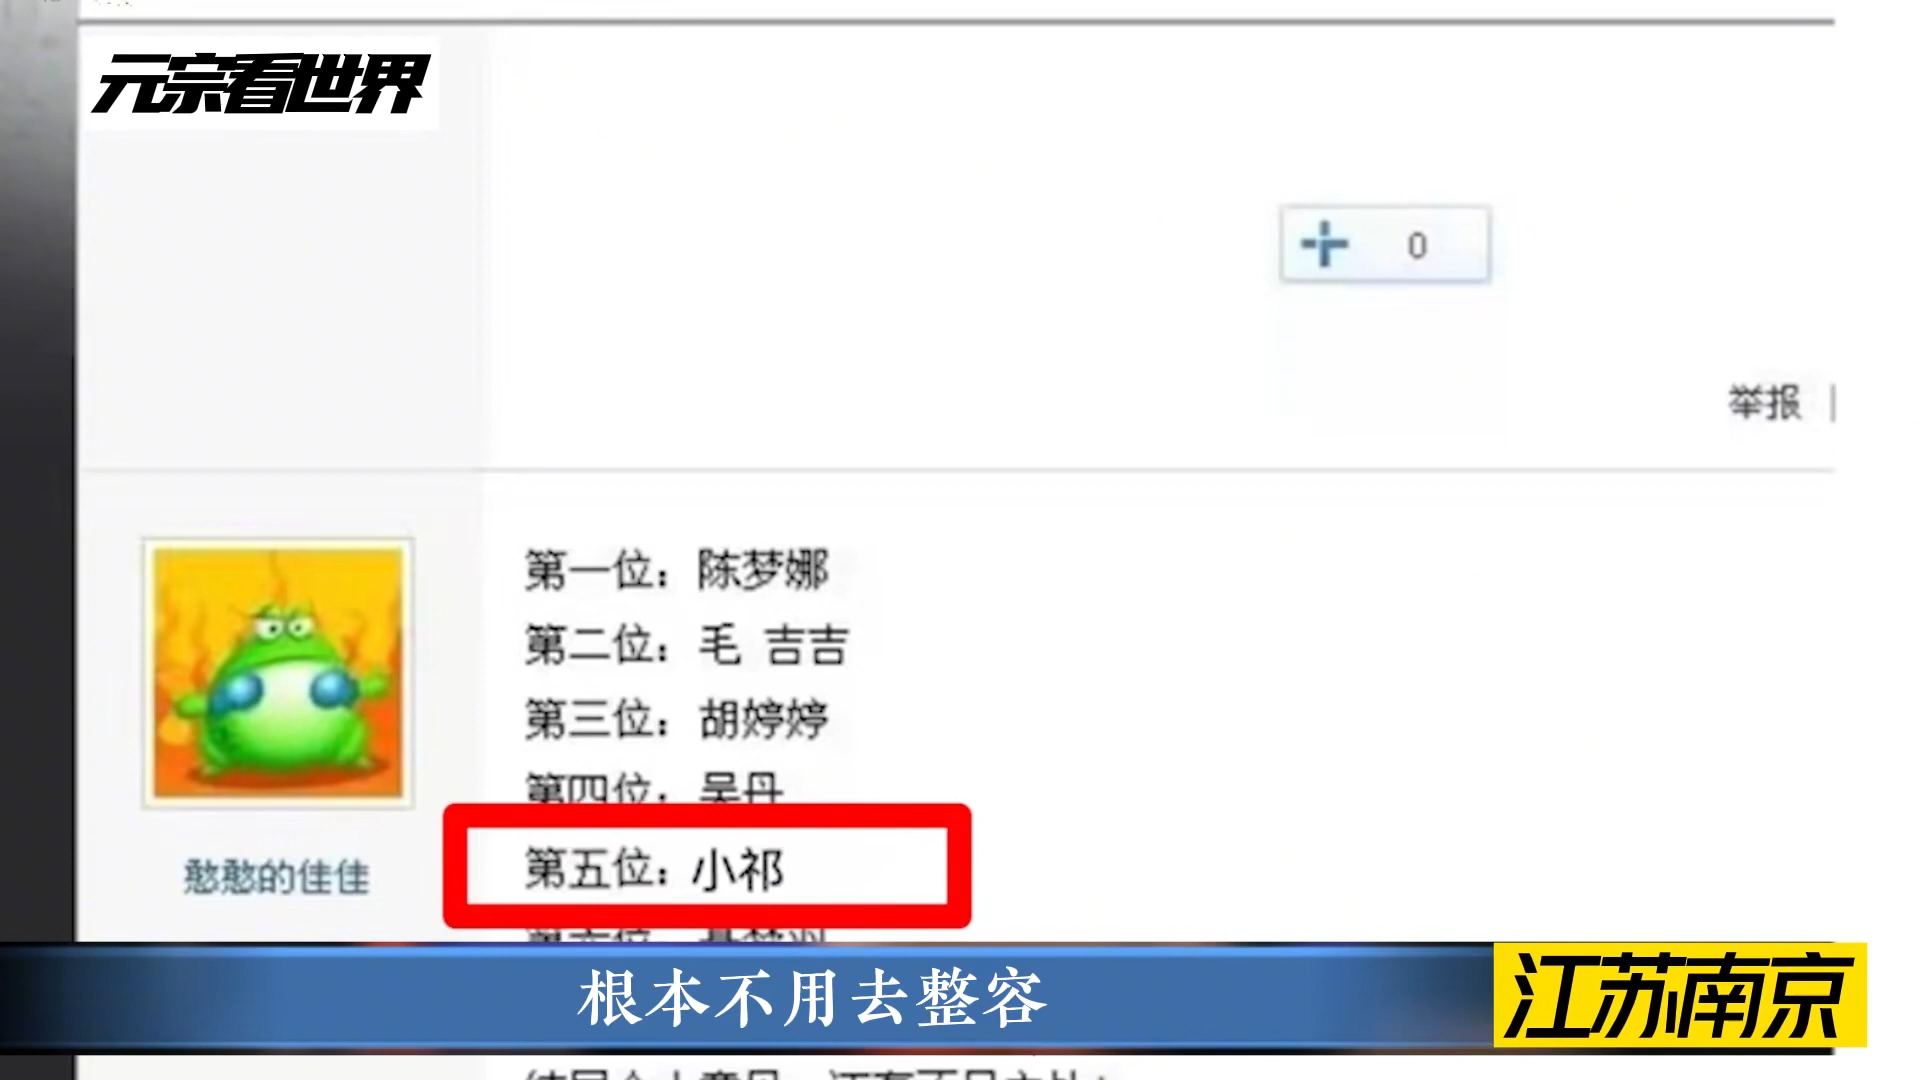 元宗看世界
0
举报
第一位：陈梦娜
第二位：毛 吉吉
第三位：胡婷婷
第四位：吴丹
第五位：小祁
憨憨的佳佳
根本不用去整容
江苏南京